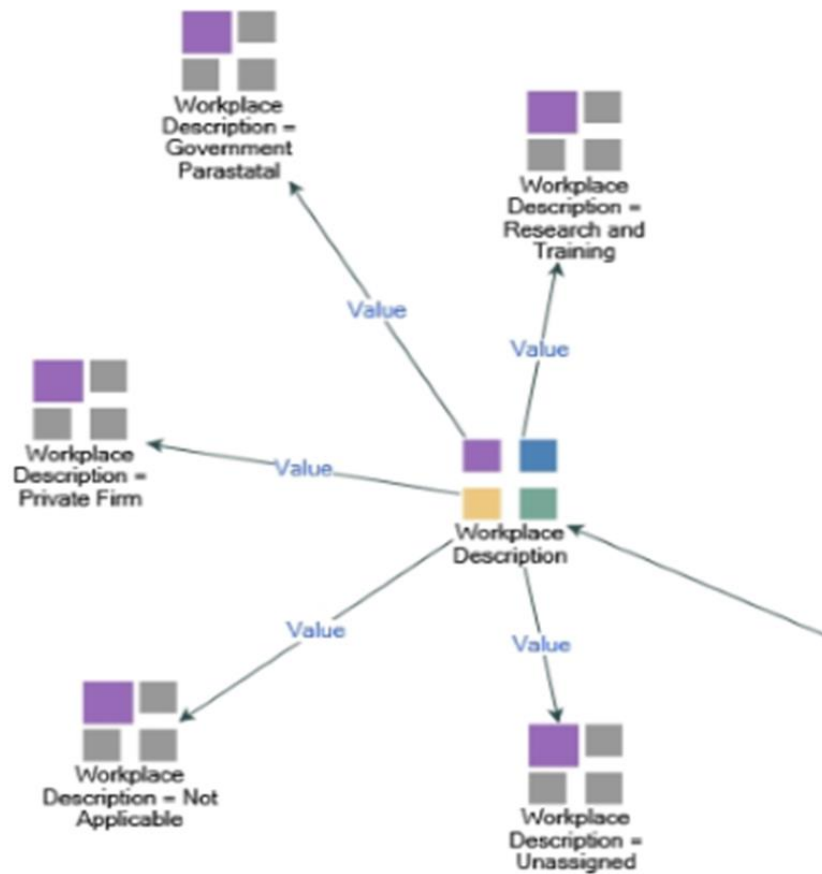 Workplace
Description =
Government
Parastatal
Workplace
Description =
Research and
Training
Value
Value
Workplace
Description =
Private Firm
Value
Workplace
Description
Value
Value
Workplace
Description = Not
Applicable
Workplace
Description =
Unassigned